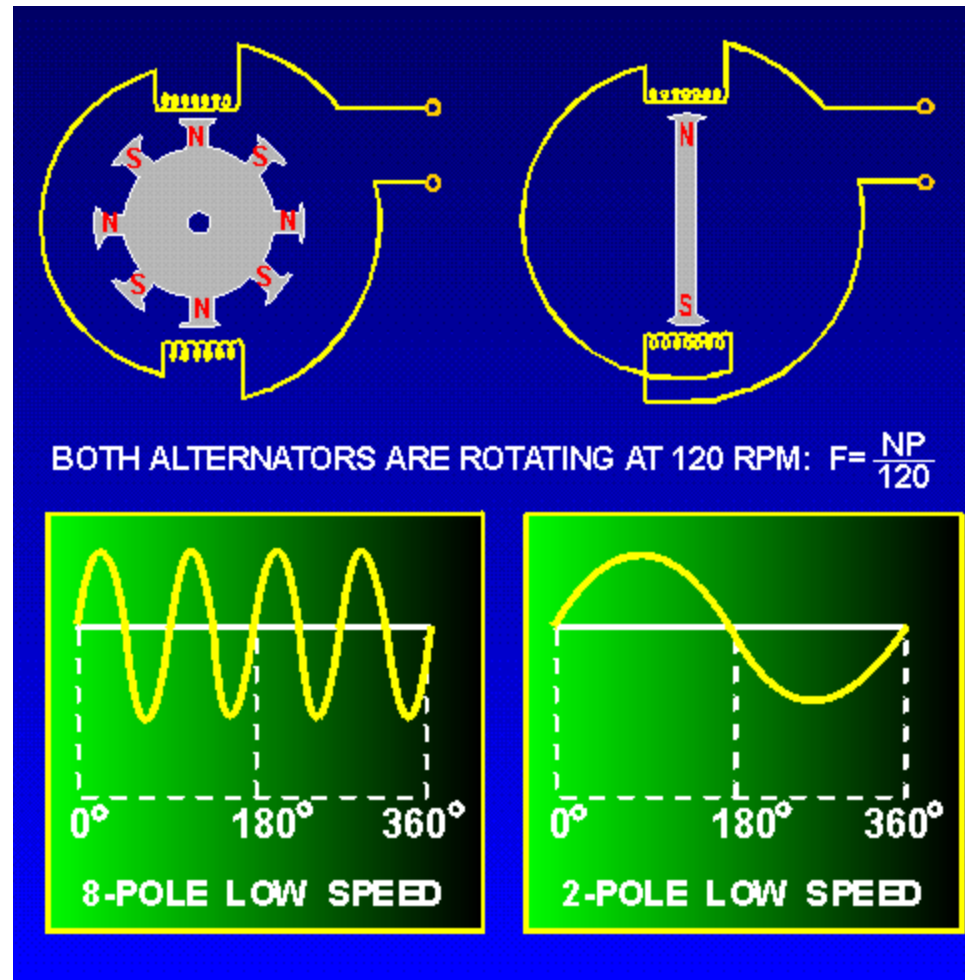 N
S S
N N
S S
N
N
S
BOTH ALTERNATORS ARE ROTATING AT 120 RPM: F= NP
120
0° 180° 360°
8-POLE LOW SPEED
0° 180° 360°
2-POLE LOW SPEED